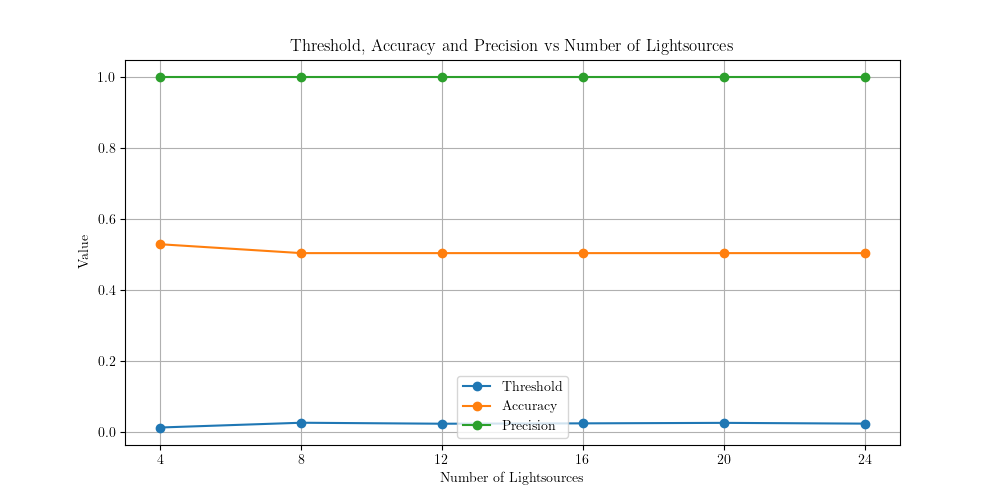 Threshold, Accuracy and Precision vs Number of Lightsources
Value
1.0
0.8
0.6
0.4
0.2
0.0
Threshold
Accuracy
Precision
4 8 12 16 20 24
Number of Lightsources